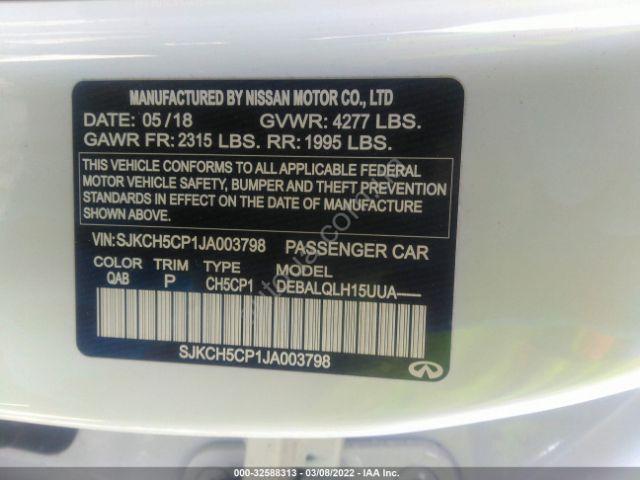 MANUFACTURED BY NISSAN MOTOR CO., LTD
DATE: 05/18 GVWR: 4277 LBS.
GAWR FR: 2315 LBS. RR: 1995 LBS.
THIS VEHICLE CONFORMS TO ALL APPLICABLE FEDERAL
MOTOR VEHICLE SAFETY, BUMPER AND THEFT PREVENTION
STANDARDS IN EFFECT ON THE DATE OF MANUFACTURE
SHOWN ABOVE.
VIN:SJKCH5CP1JA003798 PASSENGER CAR
COLOR TRIM TYPE MODEL
QAB P CH5CP1 DEBALQLH15UUA-----
SJKCH5CP1JA003798
000-32588313 - 03/08/2022 - IAA Inc.